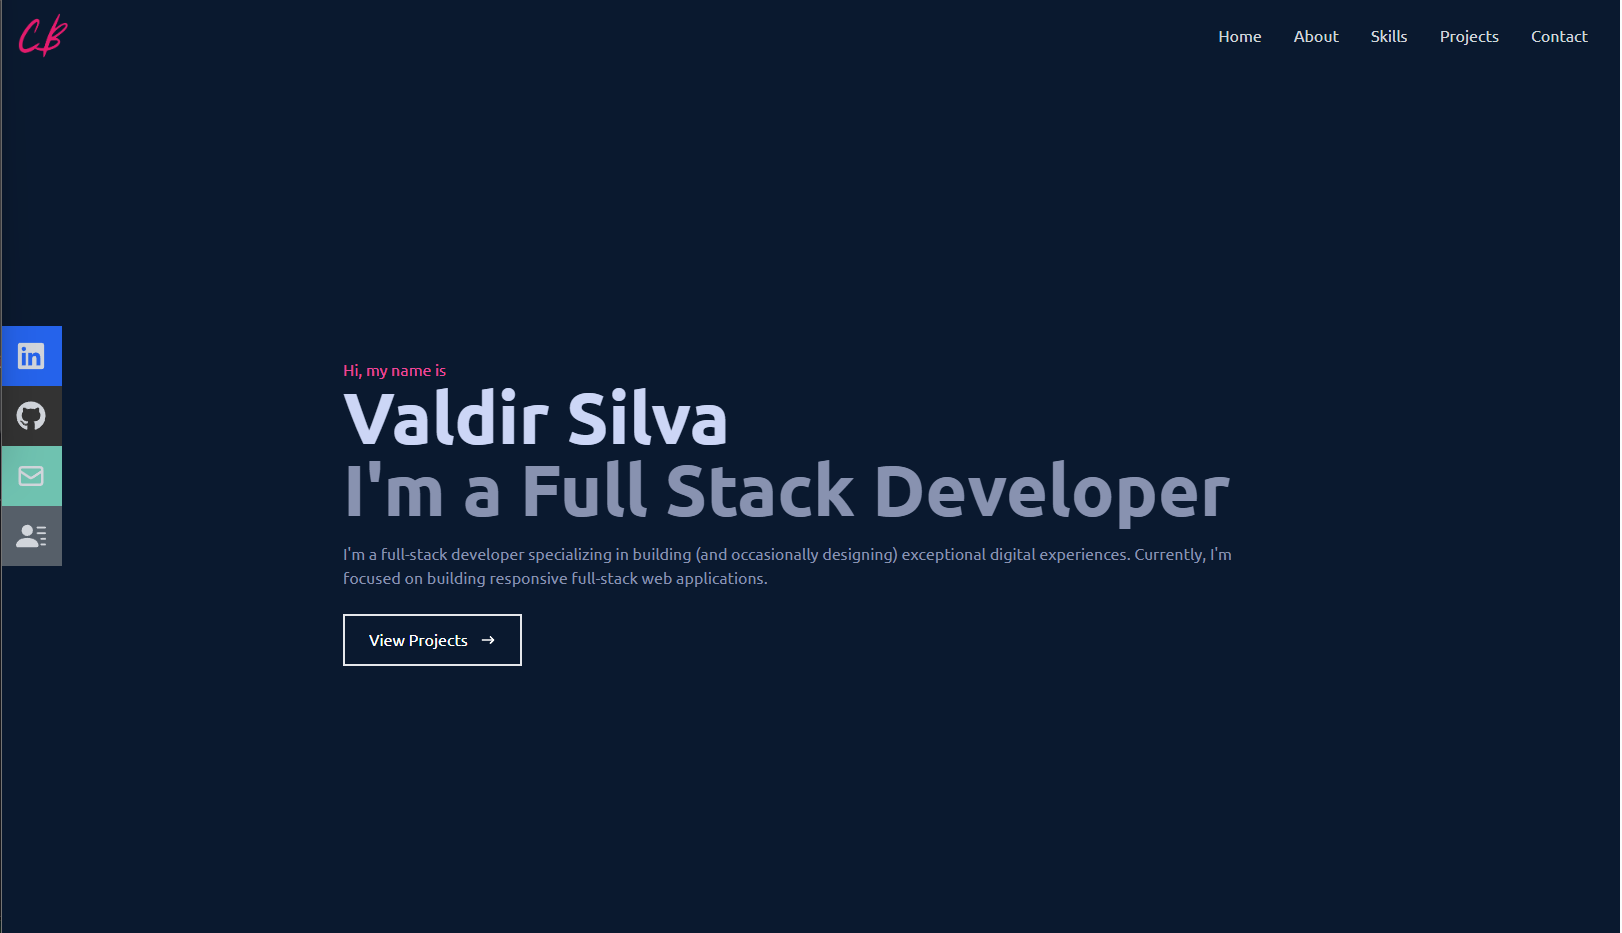 CB
Home About Skills Projects Contact
in
Hi, my name is
Valdir Silva
I'm a Full Stack Developer
I'm a full-stack developer specializing in building (and occasionally designing) exceptional digital experiences. Currently, I'm
focused on building responsive full-stack web applications.
View Projects →